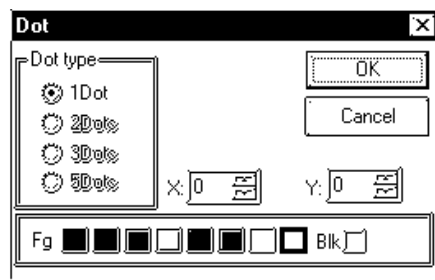 Dot
Dot type
1Dot
2Dots
3Dots
5Dots
OK
Cancel
X: 0
Y: 0
Fg
Blk